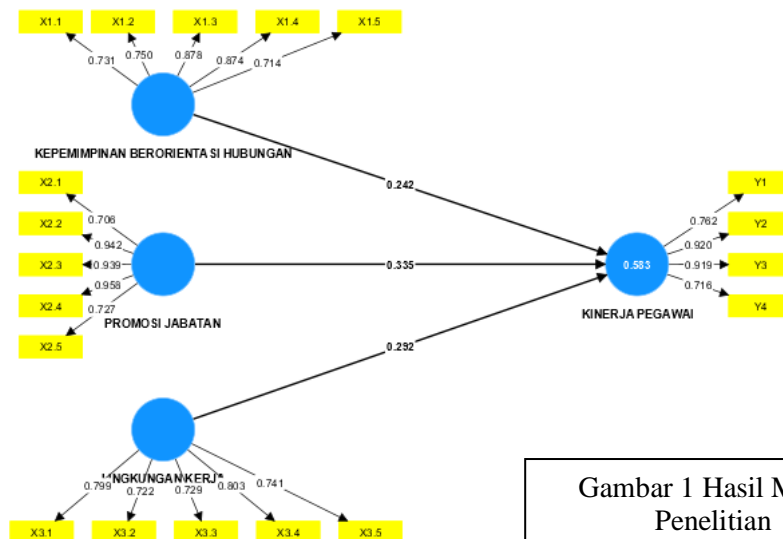 X1.1 X1.2 X1.3 X1.4 X1.5
0.731 0.750 0.878 0.874 0.714
KEPEMIMPINAN BERORIENTASI HUBUNGAN
0.242
X2.1
X2.2
X2.3
X2.4
X2.5
0.706
0.942
0.939
0.958
0.727
PROMOSI JABATAN
0.335
0.583
KINERJA PEGAWAI
0.762
0.920
0.919
0.716
Y1
Y2
Y3
Y4
0.292
LINGKUNGAN KERJA
0.799 0.722 0.729 0.803 0.741
X3.1 X3.2 X3.3 X3.4 X3.5
Gambar 1 Hasil
Penelitian